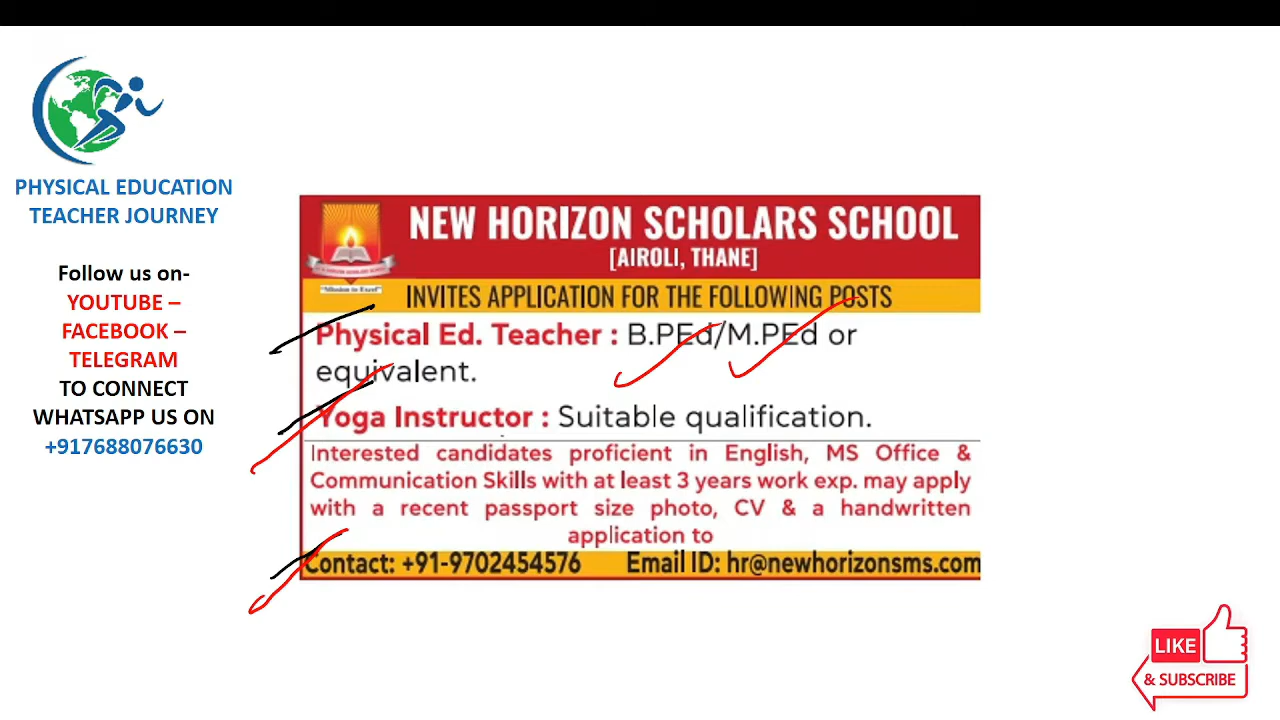 PHYSICAL EDUCATION
TEACHER JOURNEY
Follow us on-
YOUTUBE –
FACEBOOK –
TELEGRAM
TO CONNECT
WHATSAPP US ON
+917688076630
NEW HORIZON SCHOLARS SCHOOL
[AIROLI, THANE]
"Mission to Excel"
INVITES APPLICATION FOR THE FOLLOWING POSTS
Physical Ed. Teacher : B.PEd/M.PEd or
equivalent.
Yoga Instructor : Suitable qualification.
Interested candidates proficient in English, MS Office &
Communication Skills with at least 3 years work exp. may apply
with a recent passport size photo, CV & a handwritten
application to
Contact: +91-9702454576 Email ID: hr@newhorizonsms.com
LIKE
& SUBSCRIBE